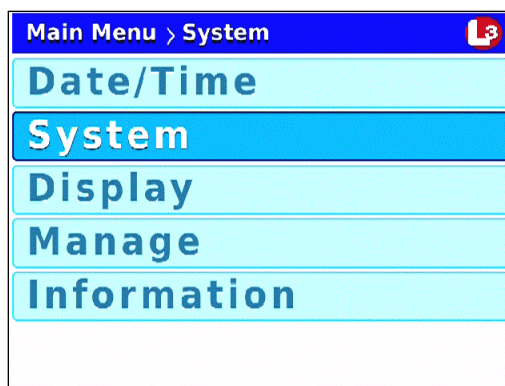 Main Menu > System
L3
Date/Time
System
Display
Manage
Information